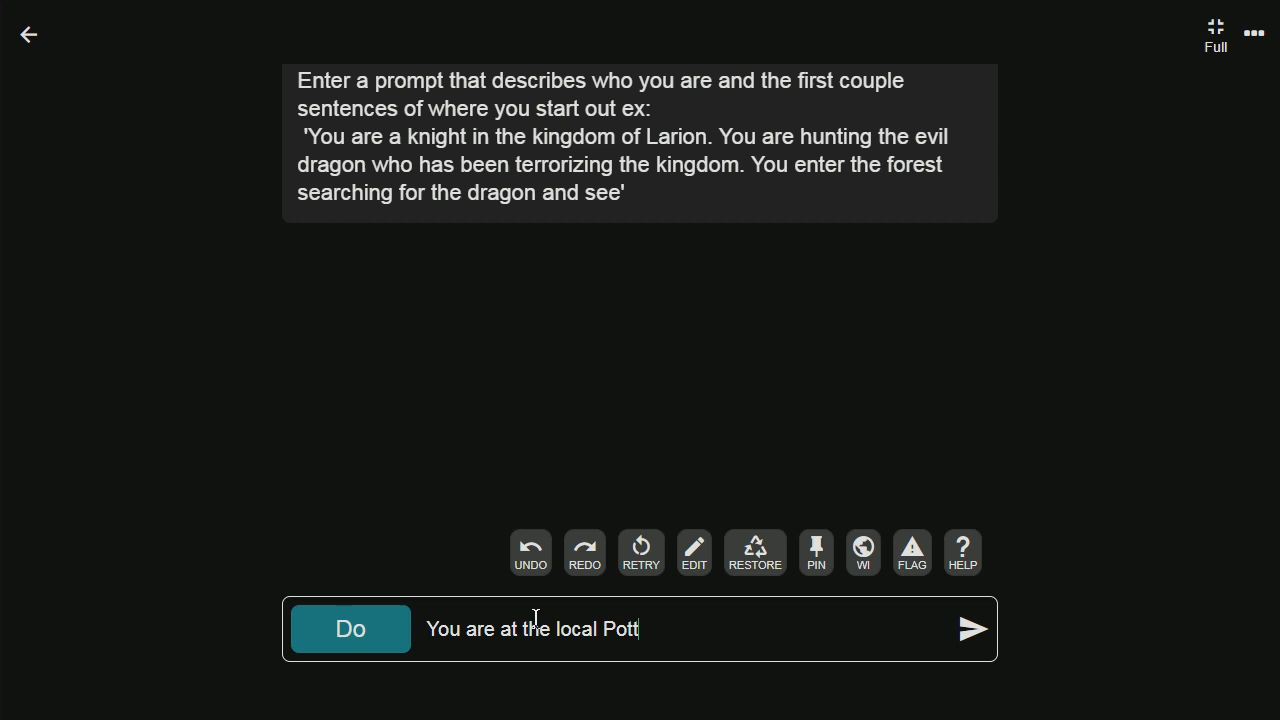 Full
Enter a prompt that describes who you are and the first couple
sentences of where you start out ex:
'You are a knight in the kingdom of Larion. You are hunting the evil
dragon who has been terrorizing the kingdom. You enter the forest
searching for the dragon and see'
UNDO REDO RETRY EDIT RESTORE PIN WI FLAG HELP
Do You are at the local Pott